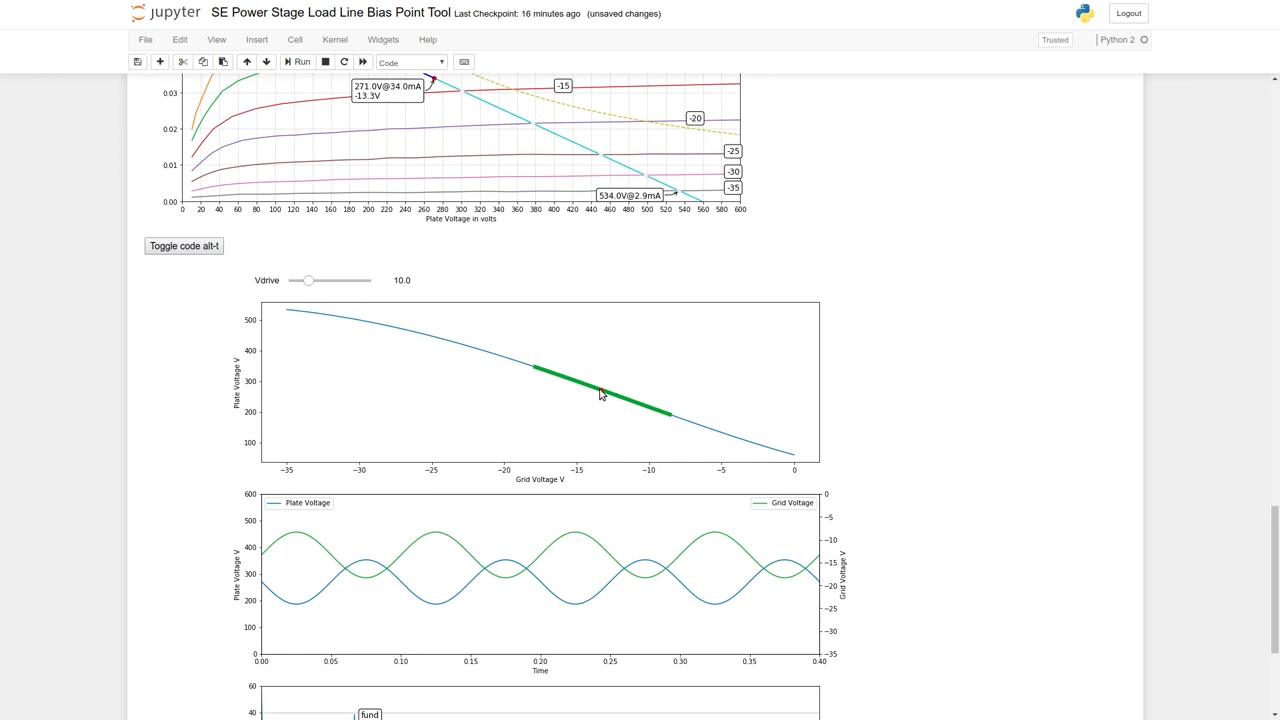 jupyter SE Power Stage Load Line Bias Point Tool Last Checkpoint: 16 minutes ago (unsaved changes) Logout
File Edit View Insert Cell Kernel Widgets Help Trusted Python 2
Run Code
271.0V@34.0mA
-13.3V
-15
0.03
0.02
-20
-25
0.01
-30
-35
534.0V@2.9mA
0.00
0 20 40 60 80 100 120 140 160 180 200 220 240 260 280 300 320 340 360 380 400 420 440 460 480 500 520 540 560 580 600
Plate Voltage in volts
Toggle code alt-t
Vdrive 10.0
500
400
300
200
100
Plate Voltage V
−35 −30 −25 −20 −15 −10 −5 0
Grid Voltage V
600
500
400
300
200
100
0
Plate Voltage V
Plate Voltage
Grid Voltage
0
−5
−10
−15
−20
−25
−30
−35
Grid Voltage V
0.00 0.05 0.10 0.15 0.20 0.25 0.30 0.35 0.40
Time
60
40
fund